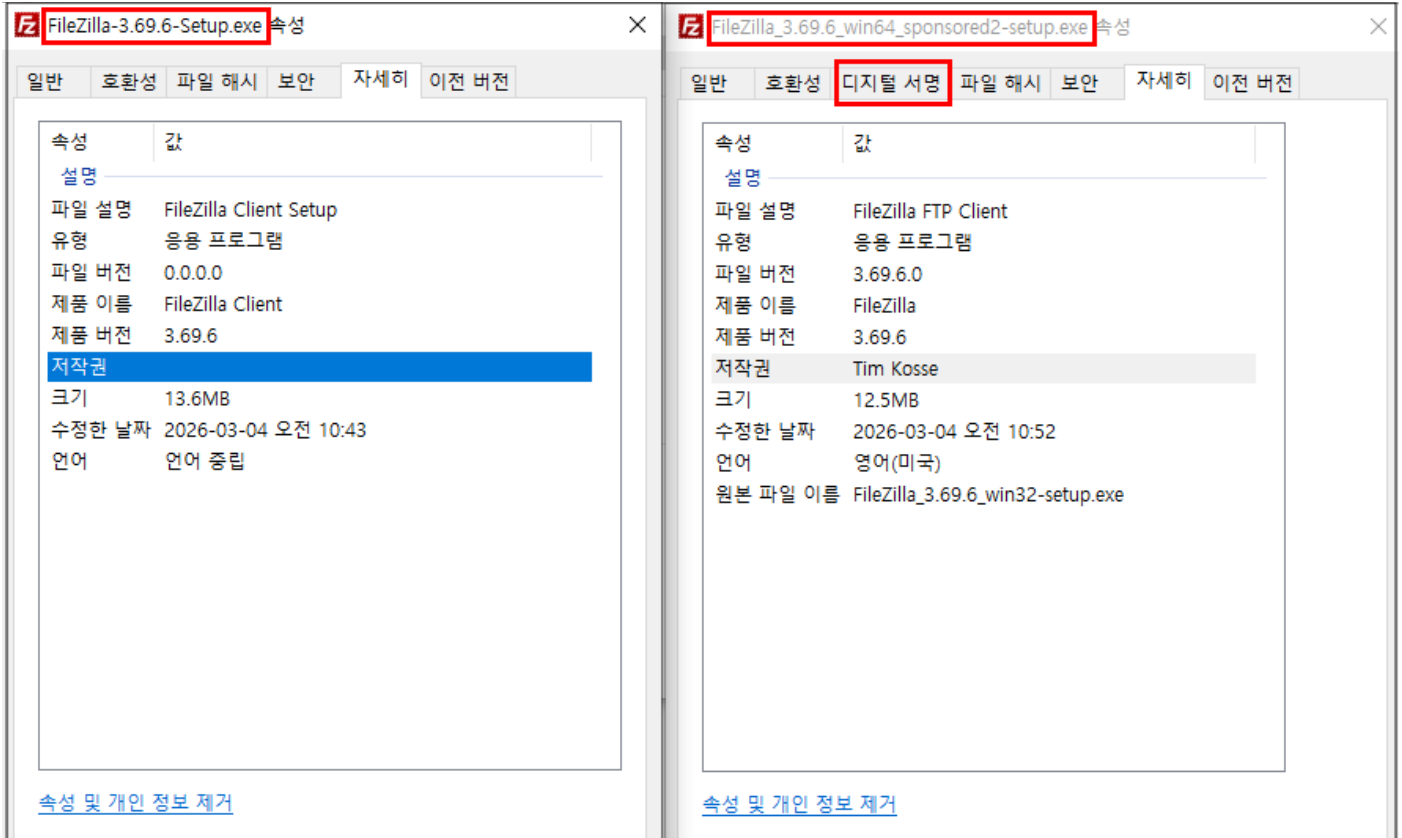 FileZilla-3.69.6-Setup.exe 속성
일반 호환성 파일 해시 보안 자세히 이전 버전
속성 값
설명
파일 설명 FileZilla Client Setup
유형 응용 프로그램
파일 버전 0.0.0.0
제품 이름 FileZilla Client
제품 버전 3.69.6
저작권
크기 13.6MB
수정한 날짜 2026-03-04 오전 10:43
언어 언어 중립
속성 및 개인 정보 제거
FileZilla_3.69.6_win64_sponsored2-setup.exe 속성
일반 호환성 디지털 서명 파일 해시 보안 자세히 이전 버전
속성 값
설명
파일 설명 FileZilla FTP Client
유형 응용 프로그램
파일 버전 3.69.6.0
제품 이름 FileZilla
제품 버전 3.69.6
저작권 Tim Kosse
크기 12.5MB
수정한 날짜 2026-03-04 오전 10:52
언어 영어(미국)
원본 파일 이름 FileZilla_3.69.6_win32-setup.exe
속성 및 개인 정보 제거